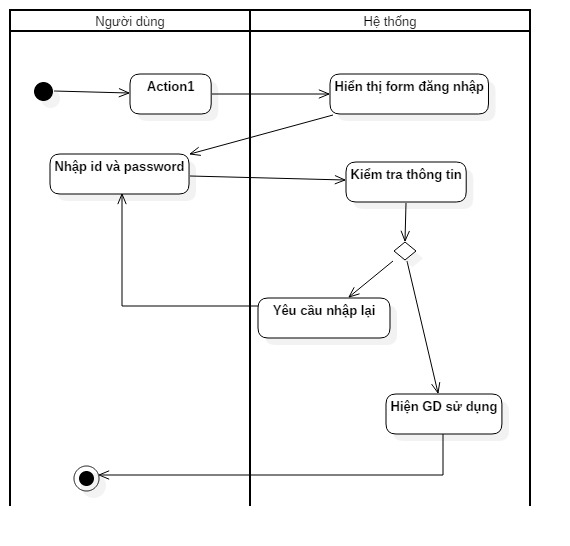 Người dùng
Hệ thống
Action1
Hiển thị form đăng nhập
Nhập id và password
Kiểm tra thông tin
Yêu cầu nhập lại
Hiện GD sử dụng